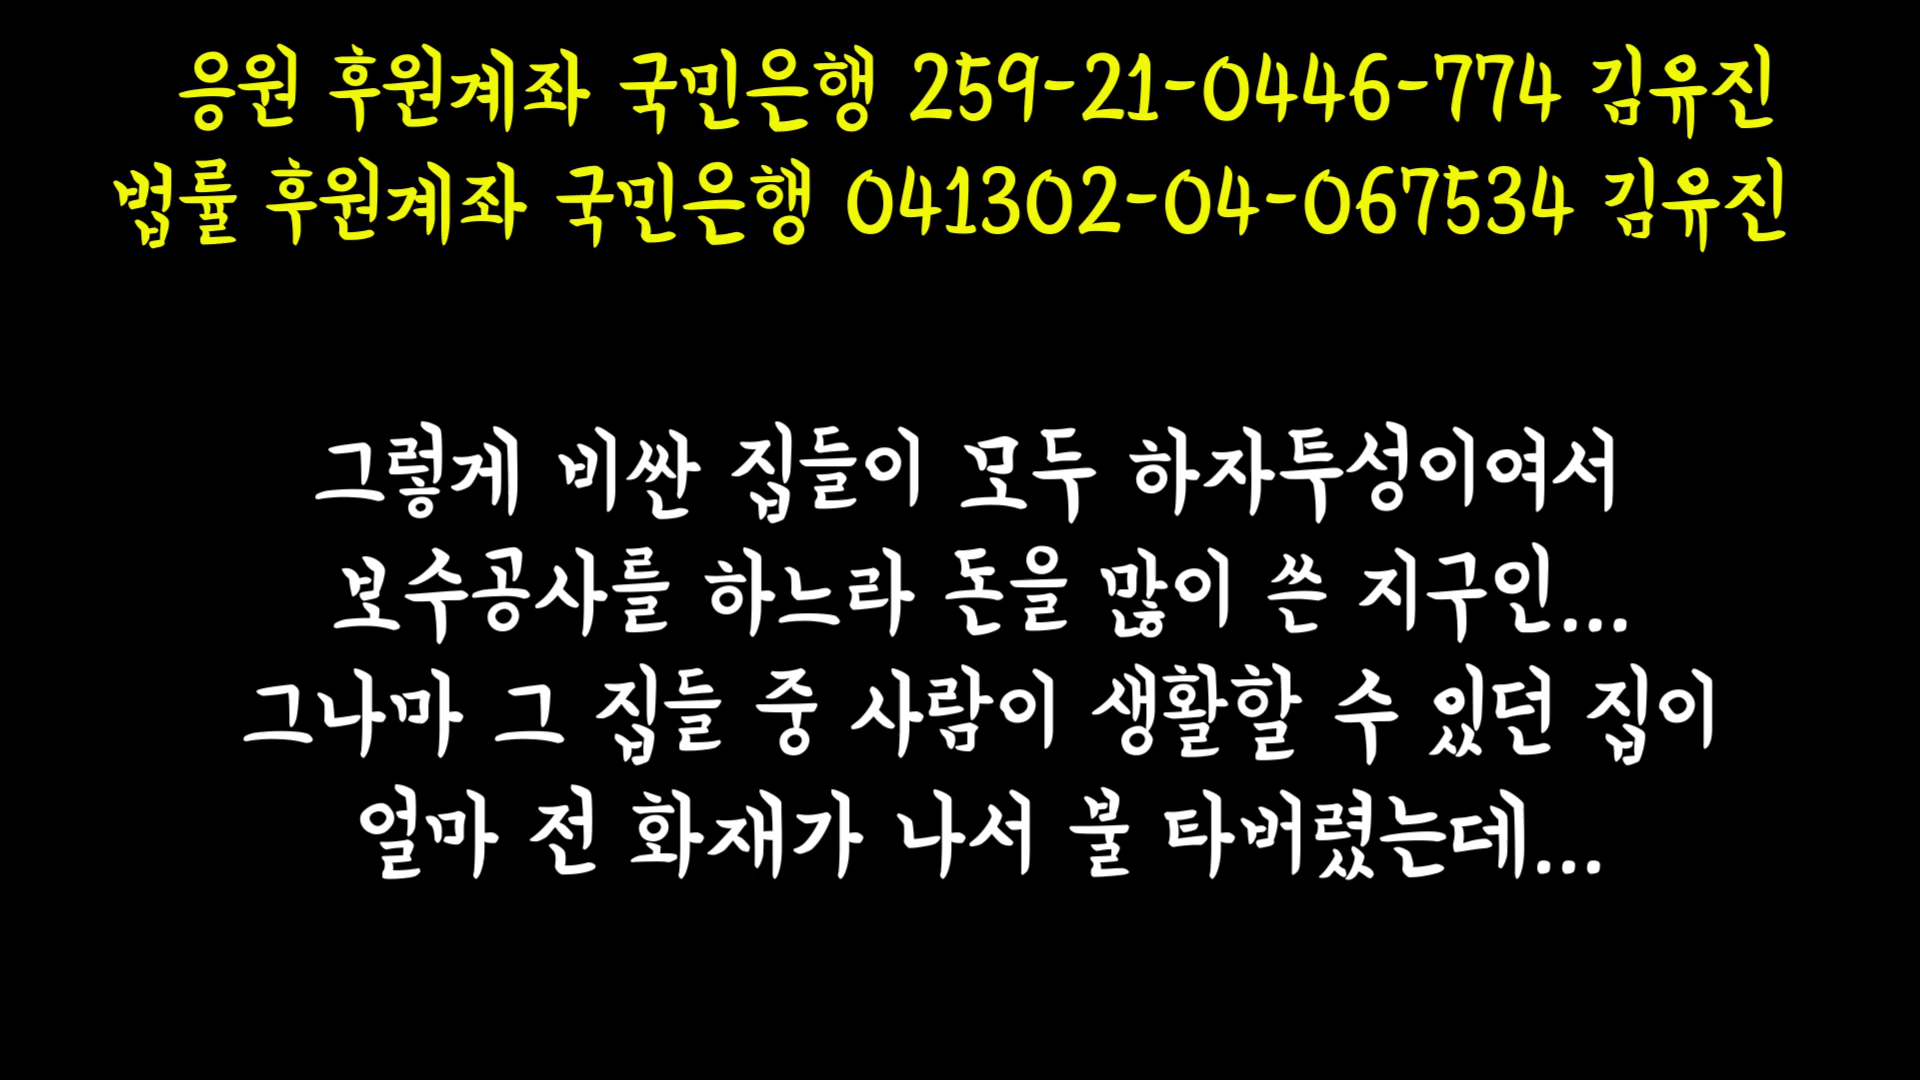 응원 후원계좌 국민은행 259-21-0446-774 김유진
법률 후원계좌 국민은행 041302-04-067534 김유진
그렇게 비싼 집들이 모두 하자투성이여서
보수공사를 하느라 돈을 많이 쓴 지구인...
그나마 그 집들 중 사람이 생활할 수 있던 집이
얼마 전 화재가 나서 불 타버렸는데...